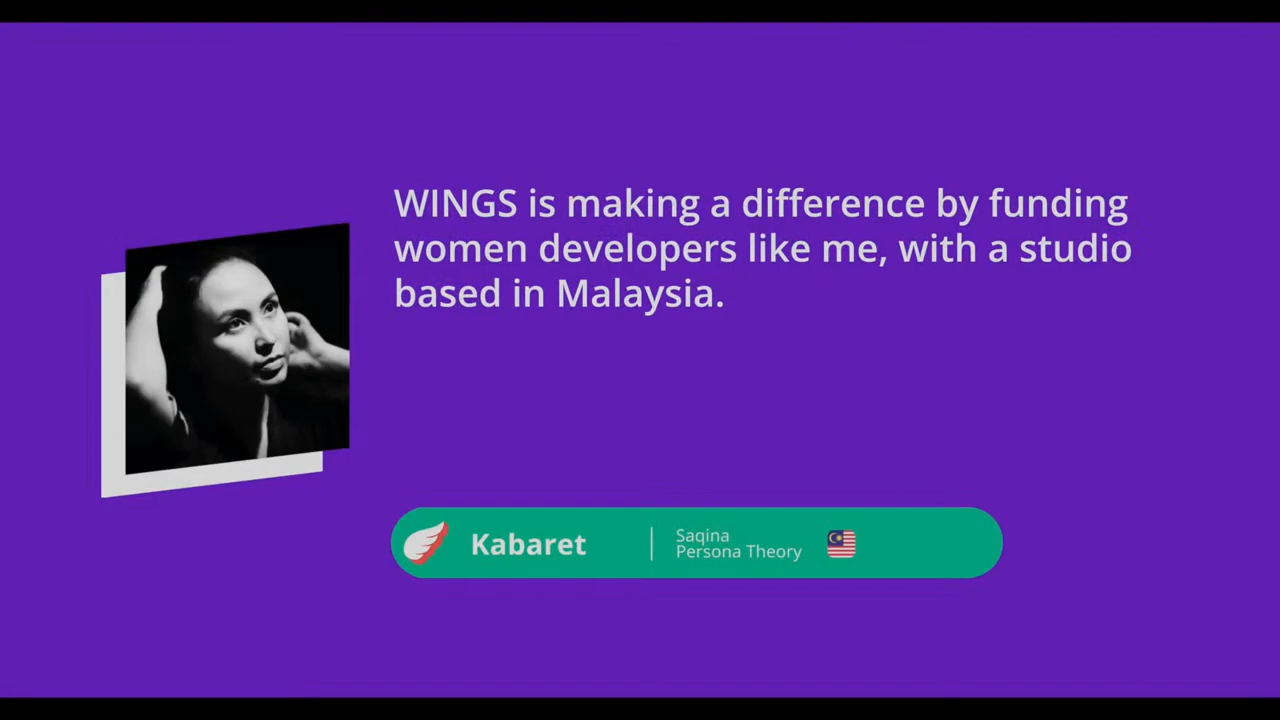 WINGS is making a difference by funding
women developers like me, with a studio
based in Malaysia.
Kabaret
Saqina
Persona Theory